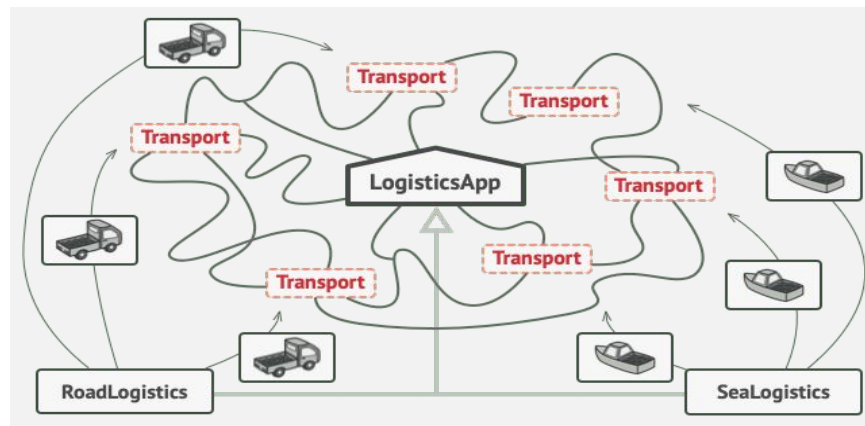 Transport
Transport
Transport
LogisticsApp
Transport
Transport
Transport
RoadLogistics
SeaLogistics